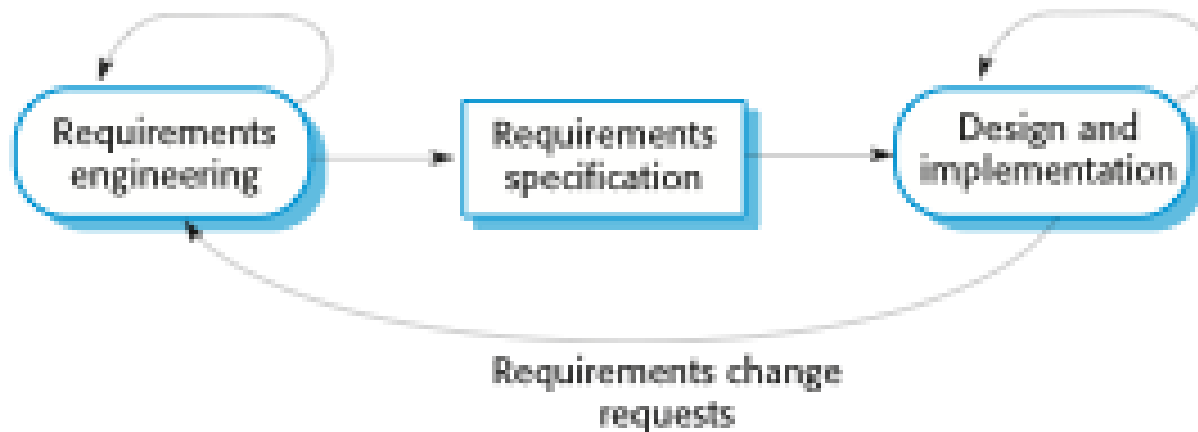 Requirements
engineering
Requirements
specification
Design and
implementation
Requirements change
requests